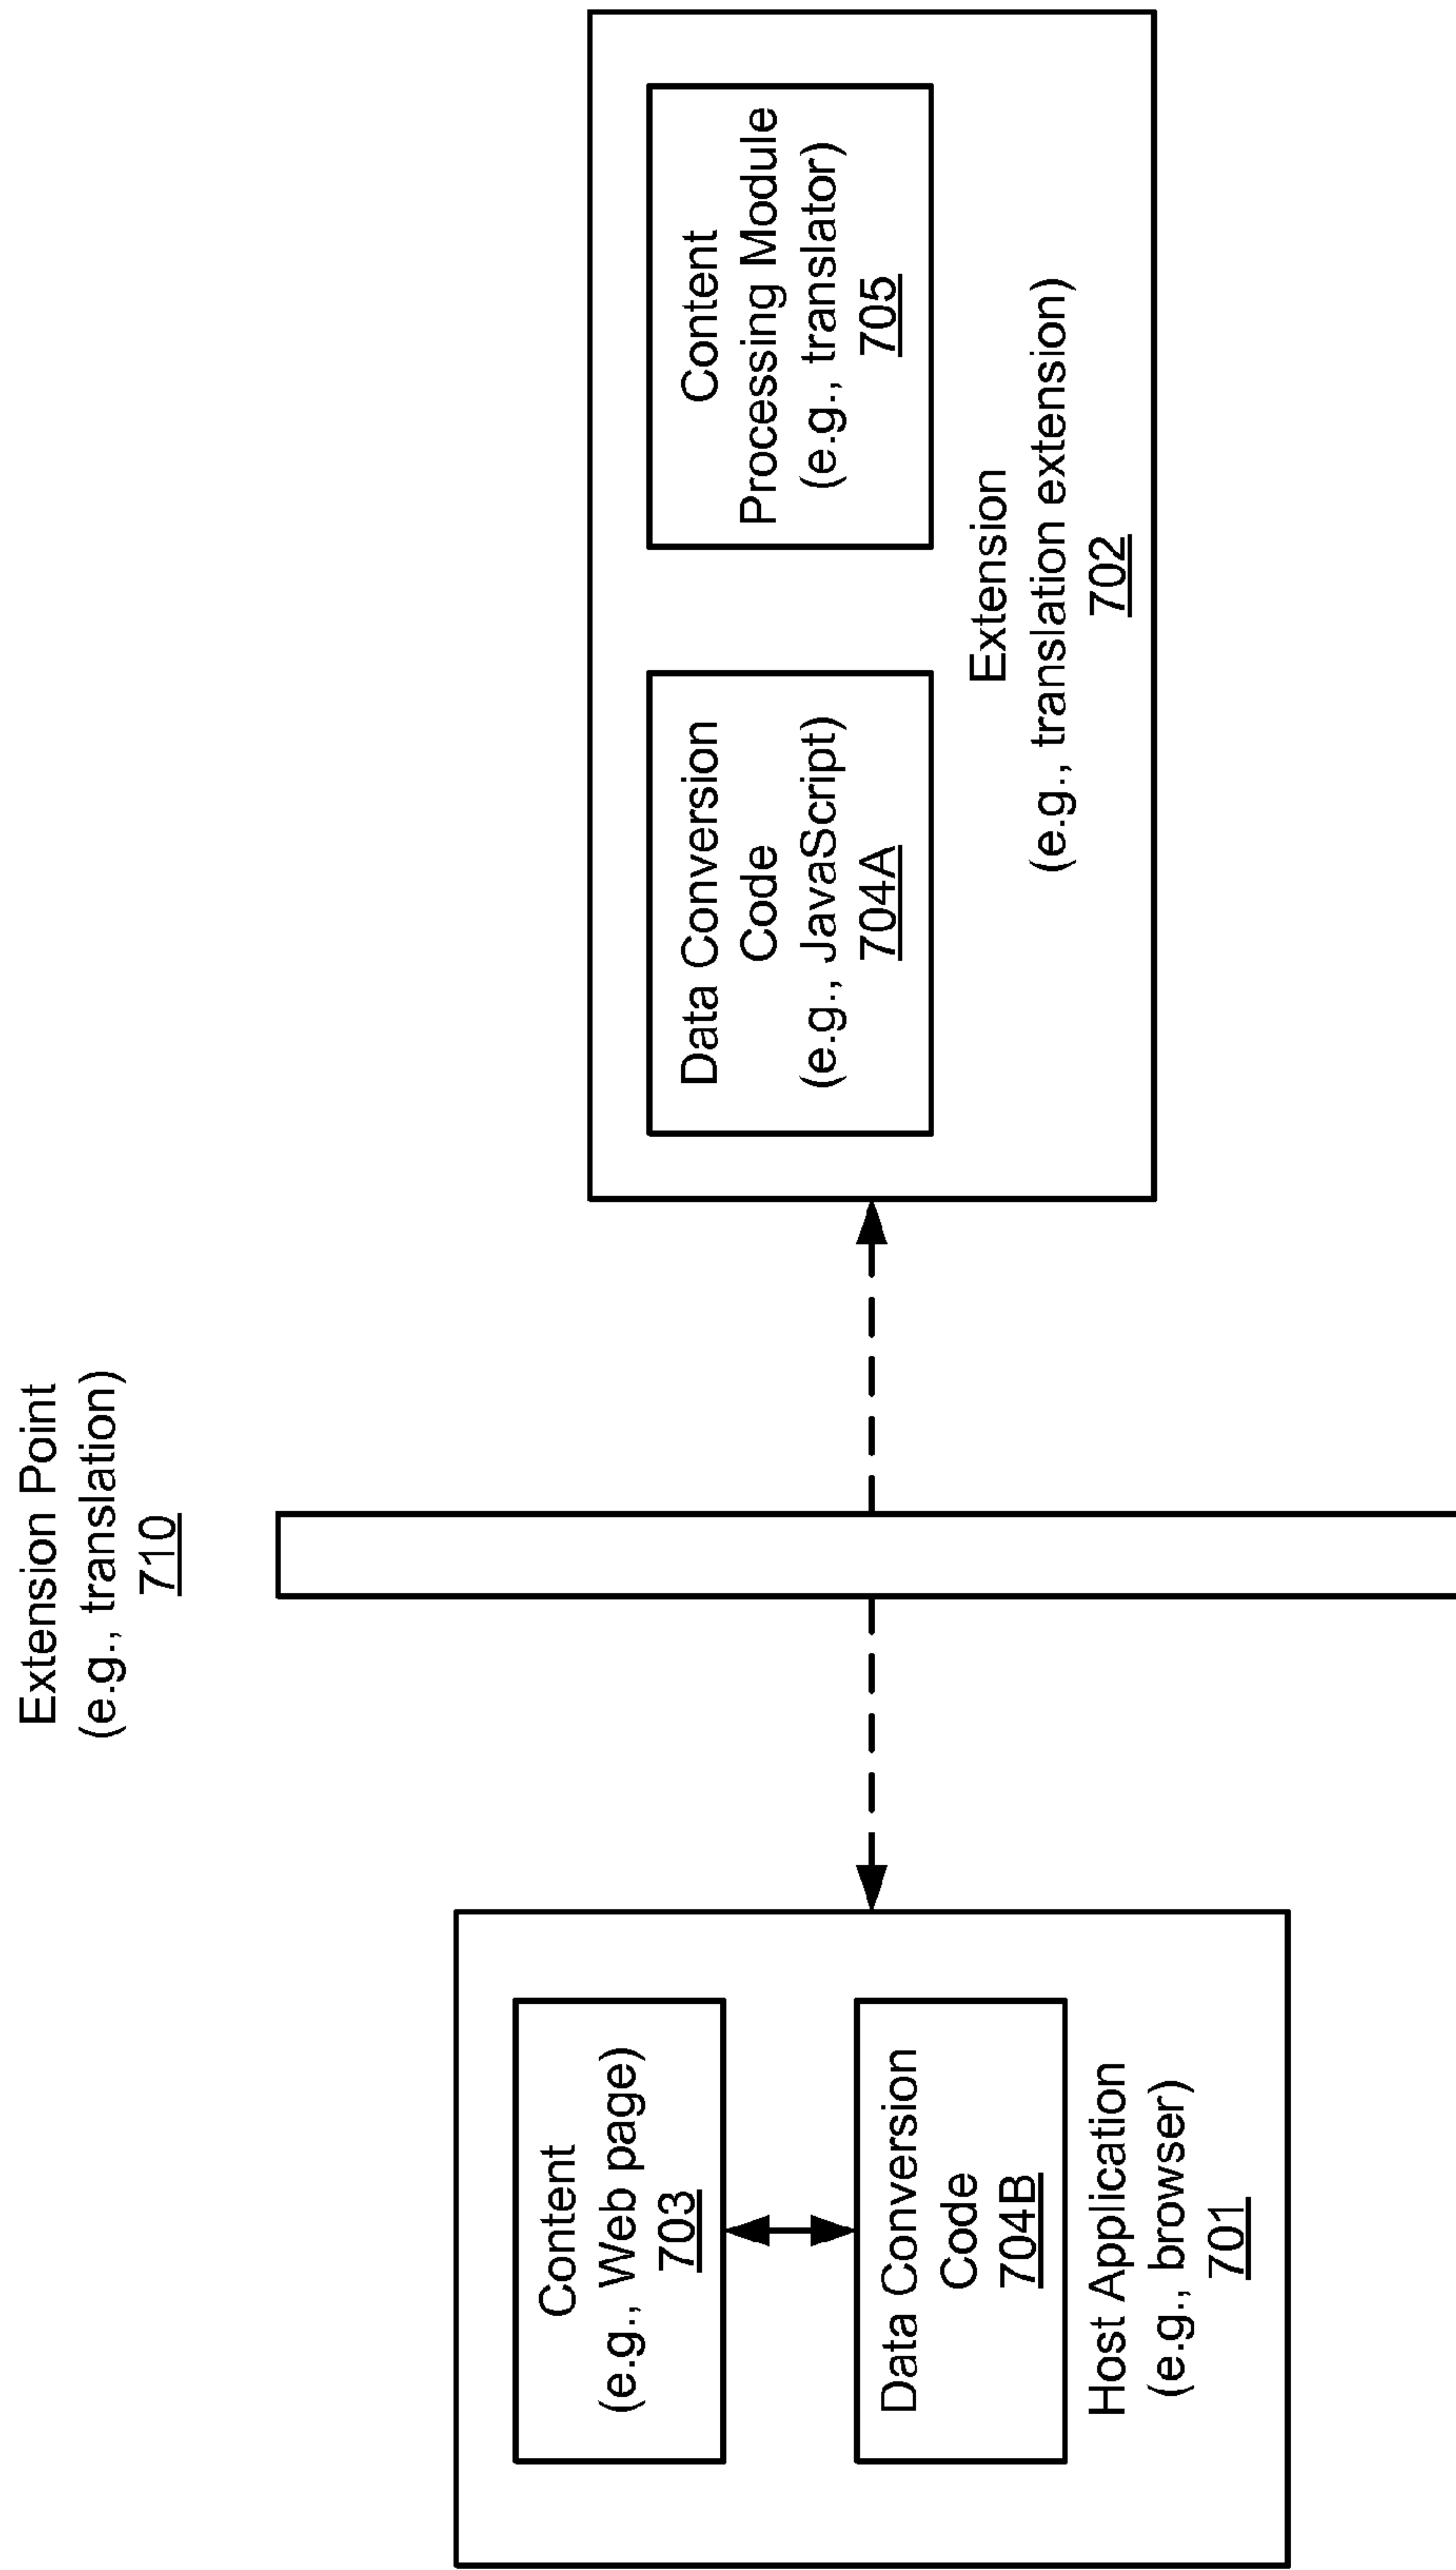 Extension Point
(e.g., translation)
710
Content
(e.g., Web page)
703
Data Conversion
Code
704B
Host Application
(e.g., browser)
701
Data Conversion
Code
(e.g., JavaScript)
704A
Content
Processing Module
(e.g., translator)
705
Extension
(e.g., translation extension)
702